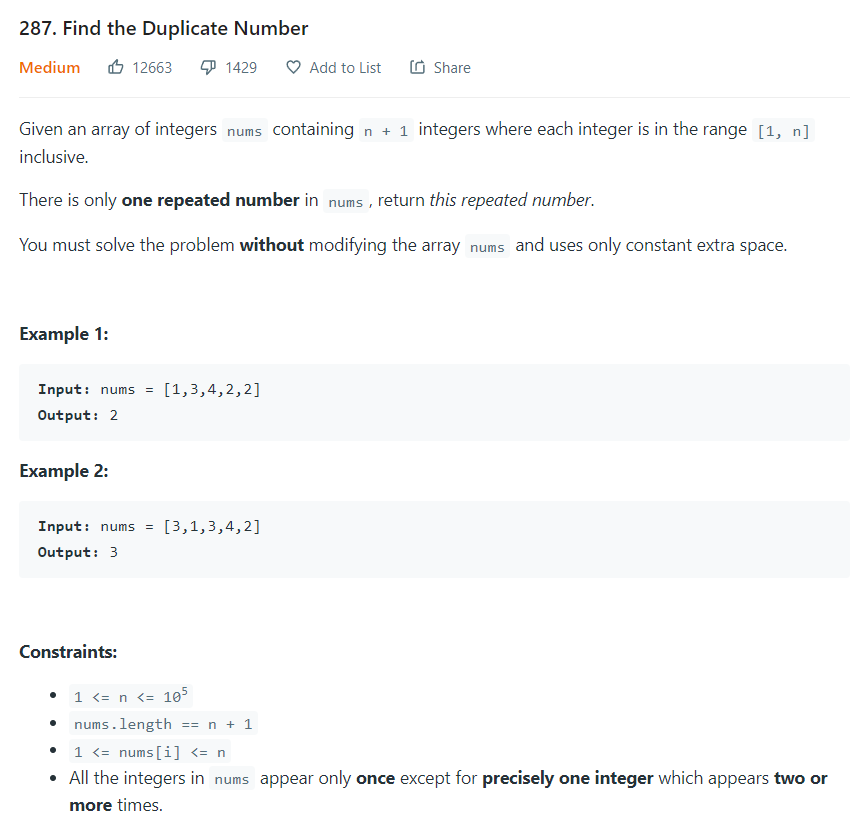 287. Find the Duplicate Number
Medium 12663 1429 Add to List Share
Given an array of integers nums containing n + 1 integers where each integer is in the range [1, n]
inclusive.
There is only one repeated number in nums , return this repeated number.
You must solve the problem without modifying the array nums and uses only constant extra space.
Example 1:
Input: nums = [1,3,4,2,2]
Output: 2
Example 2:
Input: nums = [3,1,3,4,2]
Output: 3
Constraints:
• 1 <= n <= 10⁵
• nums.length == n + 1
• 1 <= nums[i] <= n
• All the integers in nums appear only once except for precisely one integer which appears two or
more times.